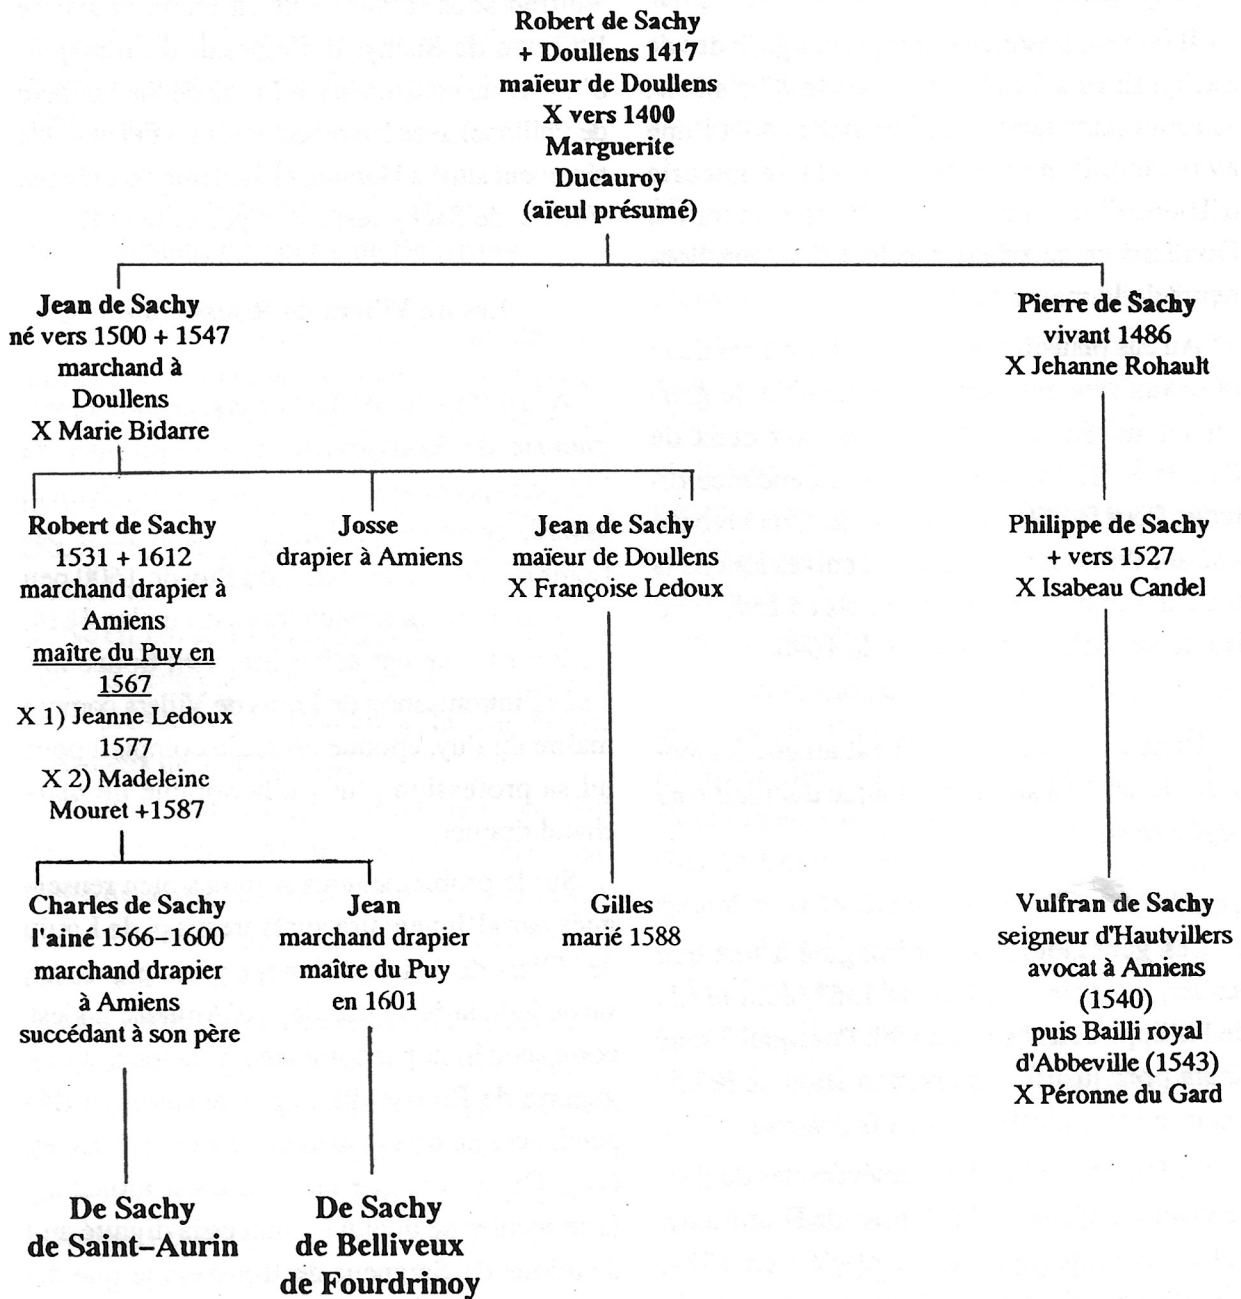 Robert de Sachy
+ Doullens 1417
maïeur de Doullens
X vers 1400
Marguerite
Ducauroy
(aïeul présumé)
Jean de Sachy
né vers 1500 + 1547
marchand à
Doullens
X Marie Bidarre
Pierre de Sachy
vivant 1486
X Jehanne Rohault
Robert de Sachy
1531 + 1612
marchand drapier à
Amiens
maître du Puy en
1567
X 1) Jeanne Ledoux
1577
X 2) Madeleine
Mouret +1587
Josse
drapier à Amiens
Jean de Sachy
maïeur de Doullens
X Françoise Ledoux
Philippe de Sachy
+ vers 1527
X Isabeau Candel
Charles de Sachy
l'ainé 1566–1600
marchand drapier
à Amiens
succédant à son père
Jean
marchand drapier
maître du Puy
en 1601
Gilles
marié 1588
Vulfran de Sachy
seigneur d'Hautvillers
avocat à Amiens
(1540)
puis Bailli royal
d'Abbeville (1543)
X Péronne du Gard
De Sachy
de Saint–Aurin
De Sachy
de Belliveux
de Fourdrinoy